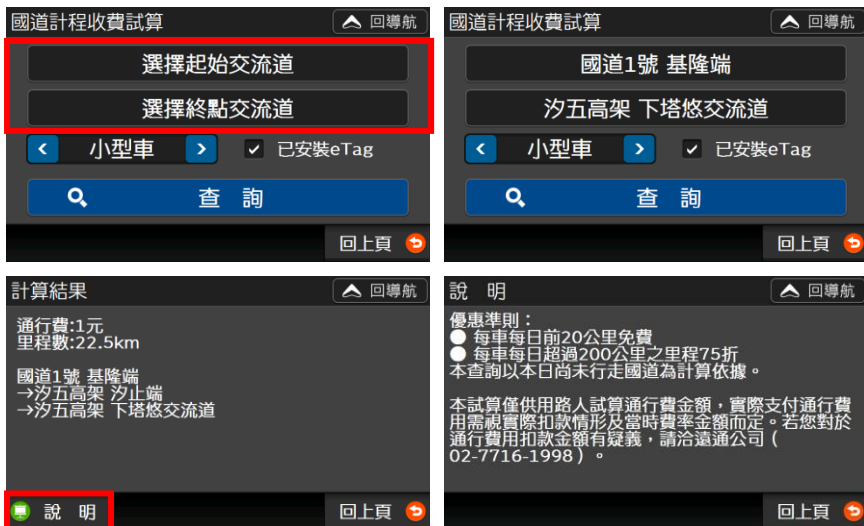 國道計程收費試算
回導航
選擇起始交流道
選擇終點交流道
小型車
已安裝eTag
查 詢
回上頁
國道計程收費試算
回導航
國道1號 基隆端
汐五高架 下塔悠交流道
小型車
已安裝eTag
查 詢
回上頁
計算結果
回導航
通行費:1元
里程數:22.5km
國道1號 基隆端
→汐五高架 汐止端
→汐五高架 下塔悠交流道
說 明
回上頁
說 明
回導航
優惠準則：
● 每車每日前20公里免費
● 每車每日超過200公里之里程75折
本查詢以本日尚未行走國道為計算依據。
本試算僅供用路人試算通行費金額，實際支付通行費
用需視實際扣款情形及當時費率金額而定。若您對於
通行費用扣款金額有疑義，請洽遠通公司（
02-7716-1998）。
回上頁